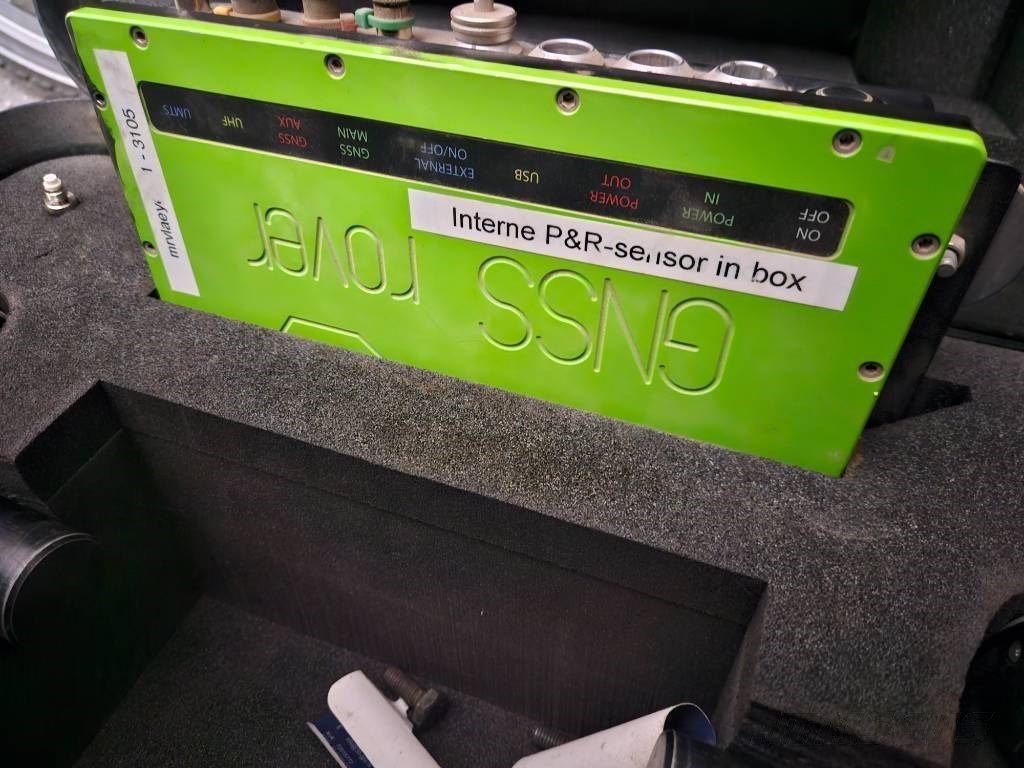 mrvlaeyi 1 - 3105
UMTS
UHF
GNSS
AUX
GNSS
MAIN
EXTERNAL
ON/OFF
USB
POWER
OUT
POWER
IN
ON
OFF
Interne P&R-sensor in box
GNSS rover